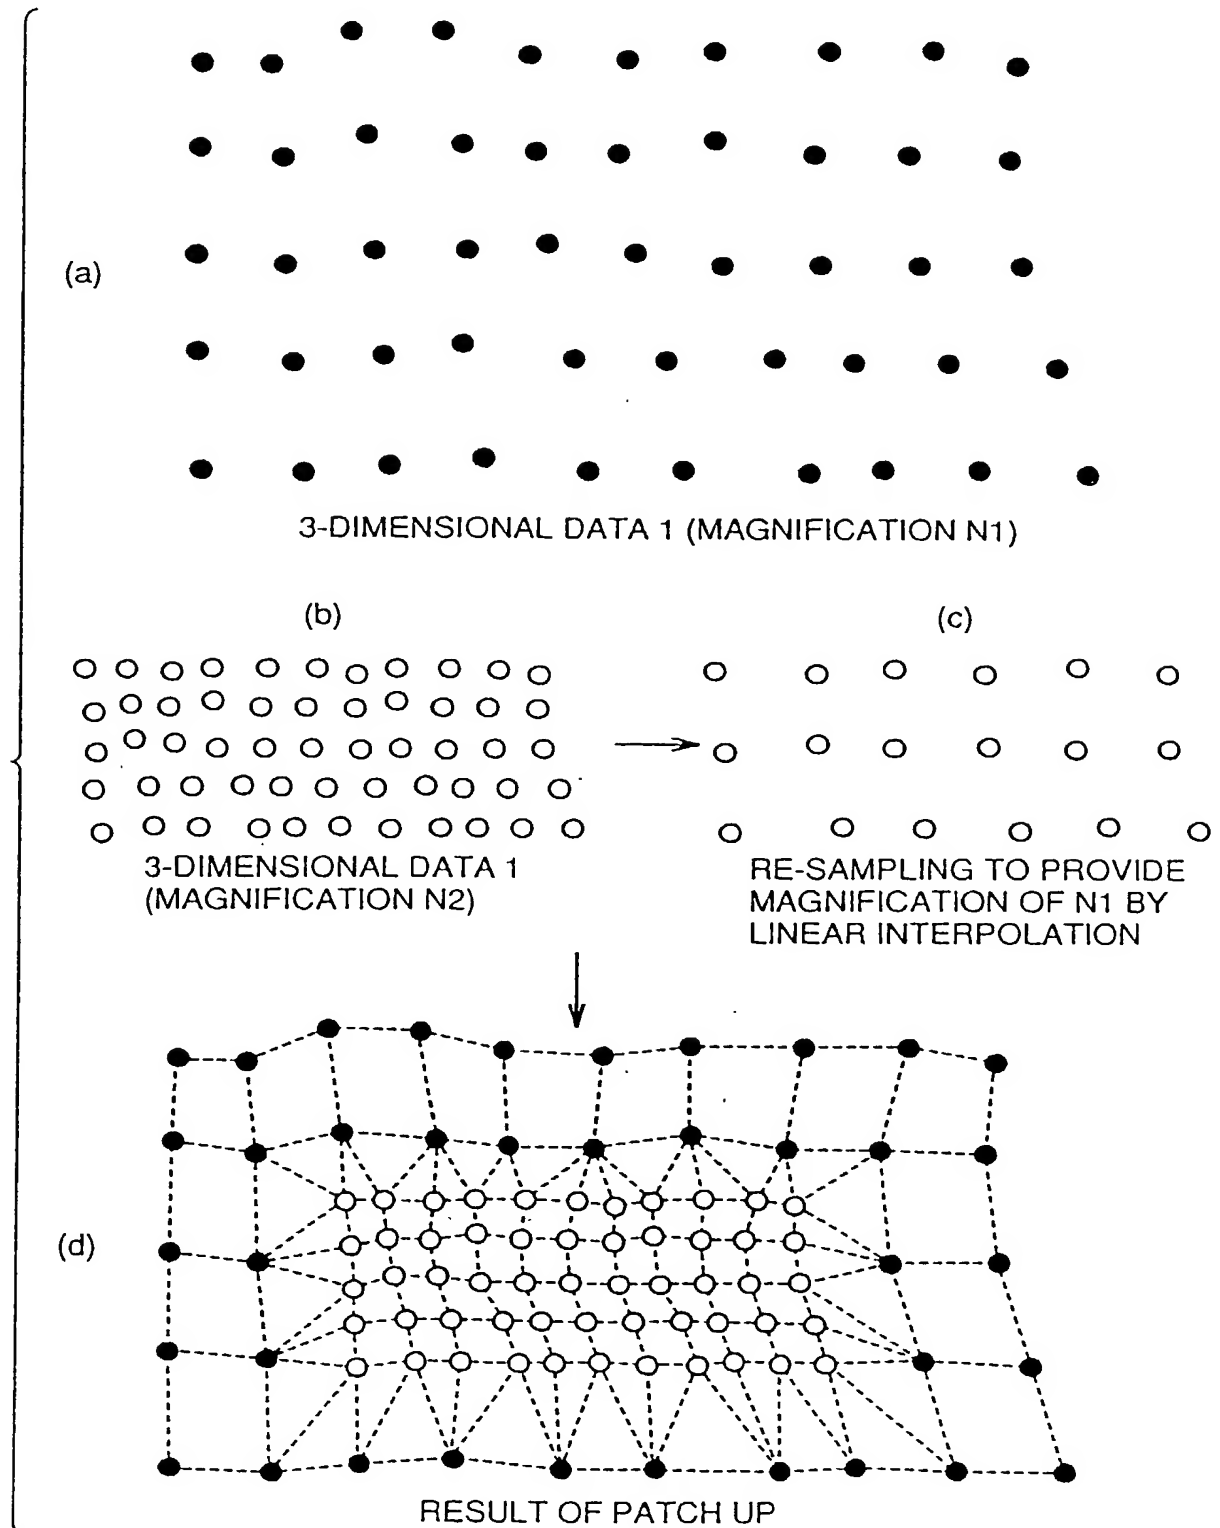 (a)
3-DIMENSIONAL DATA 1 (MAGNIFICATION N1)
(b)
(c)
3-DIMENSIONAL DATA 1
(MAGNIFICATION N2)
RE-SAMPLING TO PROVIDE
MAGNIFICATION OF N1 BY
LINEAR INTERPOLATION
(d)
RESULT OF PATCH UP